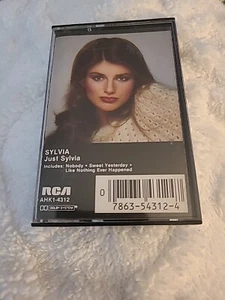 SYLVIA
Just Sylvia
Includes: Nobody • Sweet Yesterday •
Like Nothing Ever Happened
RCA
AHK1-4312
0
7863-54312-4